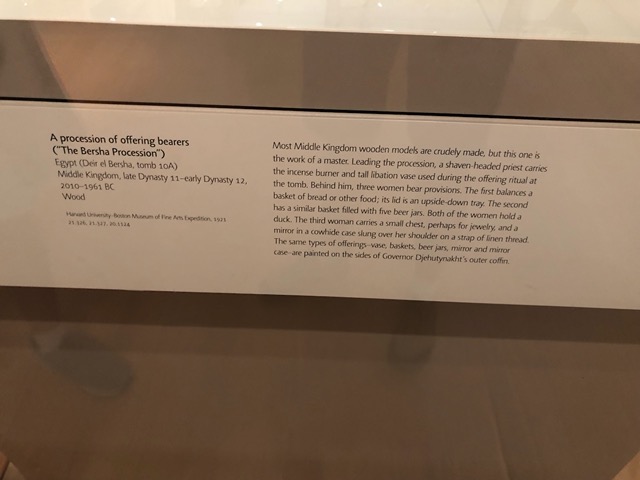 A procession of offering bearers
("The Bersha Procession")
Egypt (Deir el Bersha, tomb 10A)
Middle Kingdom, late Dynasty 11–early Dynasty 12,
2010–1961 BC
Wood
Harvard University–Boston Museum of Fine Arts Expedition, 1921
21.326, 21.327, 20.1124
Most Middle Kingdom wooden models are crudely made, but this one is
the work of a master. Leading the procession, a shaven-headed priest carries
the incense burner and tall libation vase used during the offering ritual at
the tomb. Behind him, three women bear provisions. The first balances a
basket of bread or other food; its lid is an upside-down tray. The second
has a similar basket filled with five beer jars. Both of the women hold a
duck. The third woman carries a small chest, perhaps for jewelry, and a
mirror in a cowhide case slung over her shoulder on a strap of linen thread.
The same types of offerings–vase, baskets, beer jars, mirror and mirror
case–are painted on the sides of Governor Djehutynakht's outer coffin.